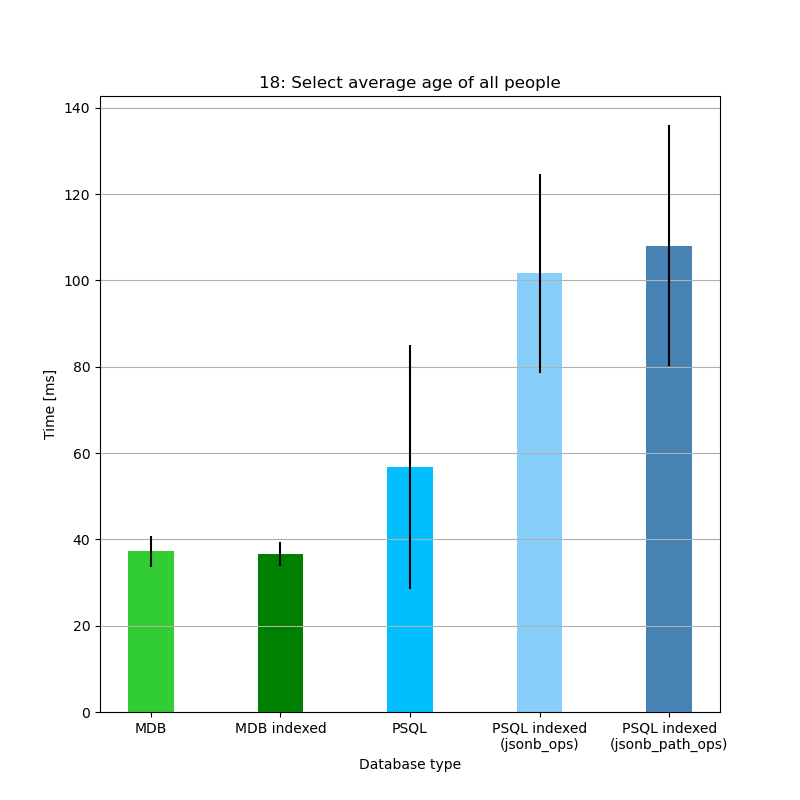 18: Select average age of all people
140
120
100
80
60
40
20
0
Time [ms]
MDB
MDB indexed
PSQL
PSQL indexed
(jsonb_ops)
PSQL indexed
(jsonb_path_ops)
Database type